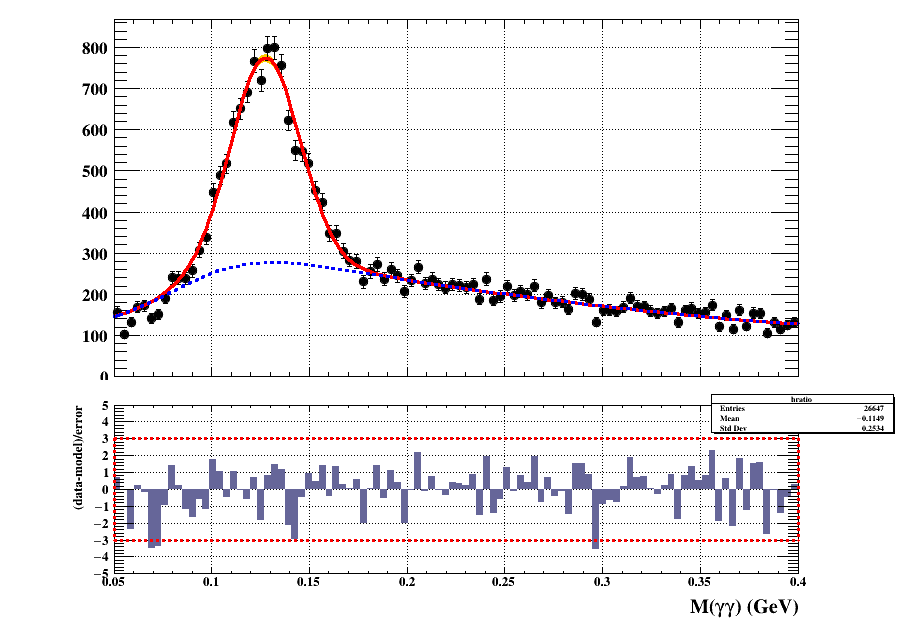 800
700
600
500
400
300
200
100
0
(data-model)/error
5
4
3
2
1
0
−1
−2
−3
−4
−5
hratio
Entries 26647
Mean −0.1149
Std Dev 0.2534
0.05 0.1 0.15 0.2 0.25 0.3 0.35 0.4
M(γγ) (GeV)